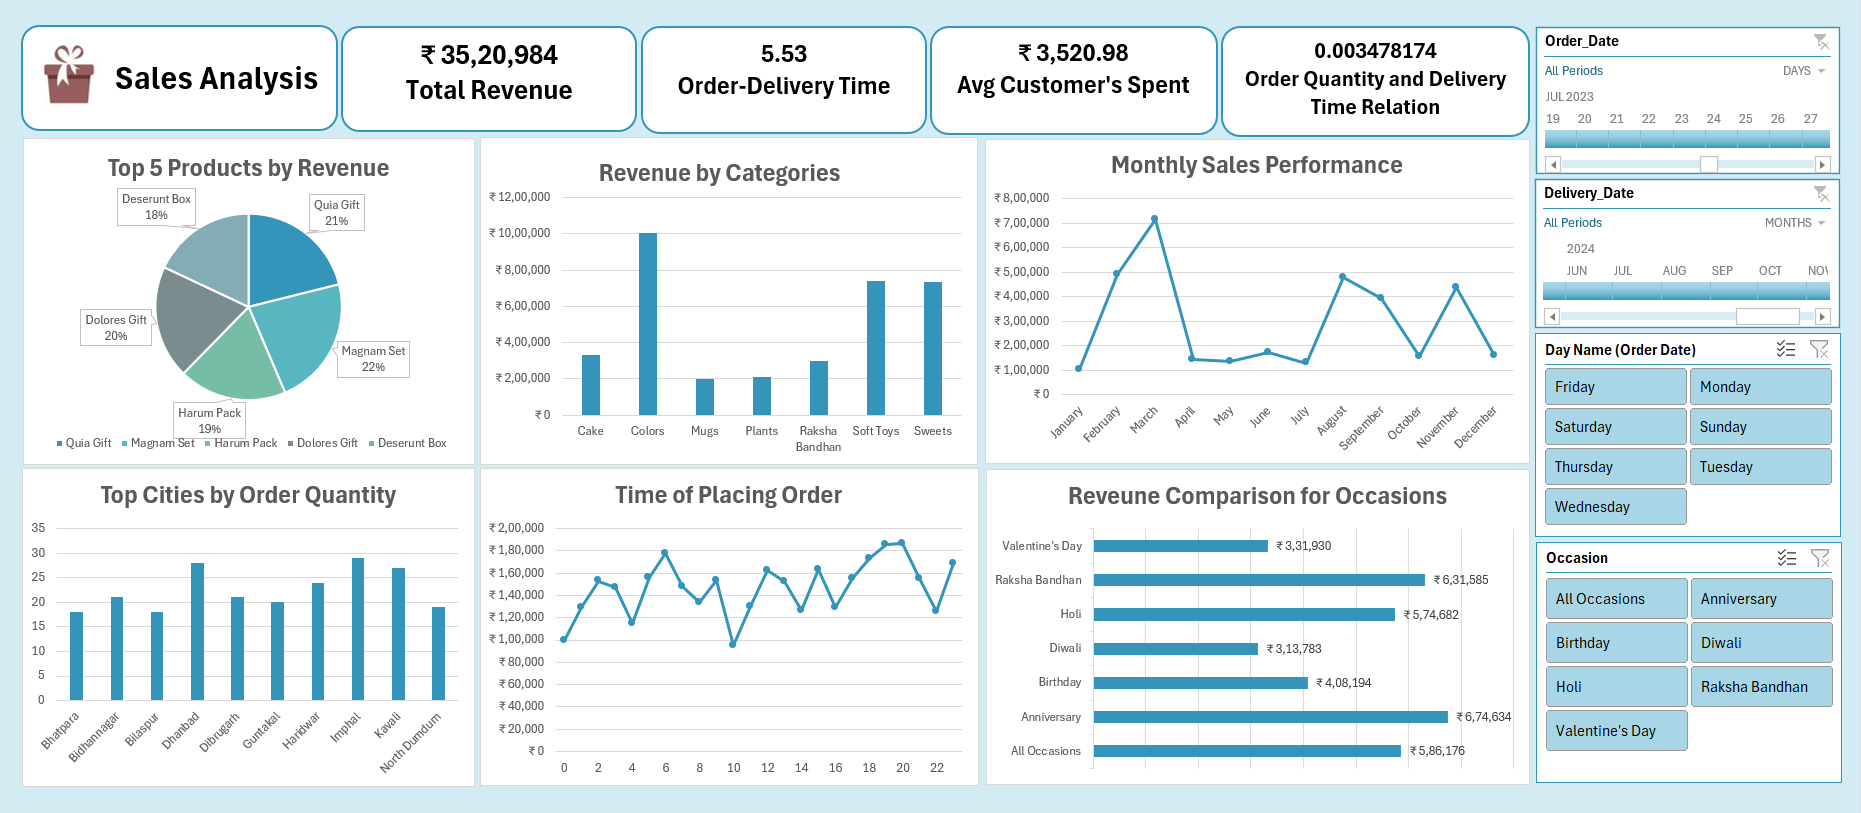 Sales Analysis
₹ 35,20,984
Total Revenue
5.53
Order-Delivery Time
₹ 3,520.98
Avg Customer's Spent
0.003478174
Order Quantity and Delivery
Time Relation
Order_Date
All Periods
DAYS
JUL 2023
19 20 21 22 23 24 25 26 27
Delivery_Date
All Periods
MONTHS
2024
JUN JUL AUG SEP OCT NOV
Day Name (Order Date)
Friday
Monday
Saturday
Sunday
Thursday
Tuesday
Wednesday
Occasion
All Occasions
Anniversary
Birthday
Diwali
Holi
Raksha Bandhan
Valentine's Day
Top 5 Products by Revenue
Deserunt Box
18%
Quia Gift
21%
Dolores Gift
20%
Magnam Set
22%
Harum Pack
19%
Quia Gift Magnam Set Harum Pack Dolores Gift Deserunt Box
Revenue by Categories
₹ 12,00,000
₹ 10,00,000
₹ 8,00,000
₹ 6,00,000
₹ 4,00,000
₹ 2,00,000
₹ 0
Cake Colors Mugs Plants Raksha Bandhan Soft Toys Sweets
Monthly Sales Performance
₹ 8,00,000
₹ 7,00,000
₹ 6,00,000
₹ 5,00,000
₹ 4,00,000
₹ 3,00,000
₹ 2,00,000
₹ 1,00,000
₹ 0
January February March April May June July August September October November December
Top Cities by Order Quantity
35
30
25
20
15
10
5
0
Bhatpara Bidhannagar Bilaspur Dhanbad Dibrugarh Guntakal Haridwar Imphal Kavali North Dumdum
Time of Placing Order
₹ 2,00,000
₹ 1,80,000
₹ 1,60,000
₹ 1,40,000
₹ 1,20,000
₹ 1,00,000
₹ 80,000
₹ 60,000
₹ 40,000
₹ 20,000
₹ 0
0 2 4 6 8 10 12 14 16 18 20 22
Reveune Comparison for Occasions
Valentine's Day ₹ 3,31,930
Raksha Bandhan ₹ 6,31,585
Holi ₹ 5,74,682
Diwali ₹ 3,13,783
Birthday ₹ 4,08,194
Anniversary ₹ 6,74,634
All Occasions ₹ 5,86,176